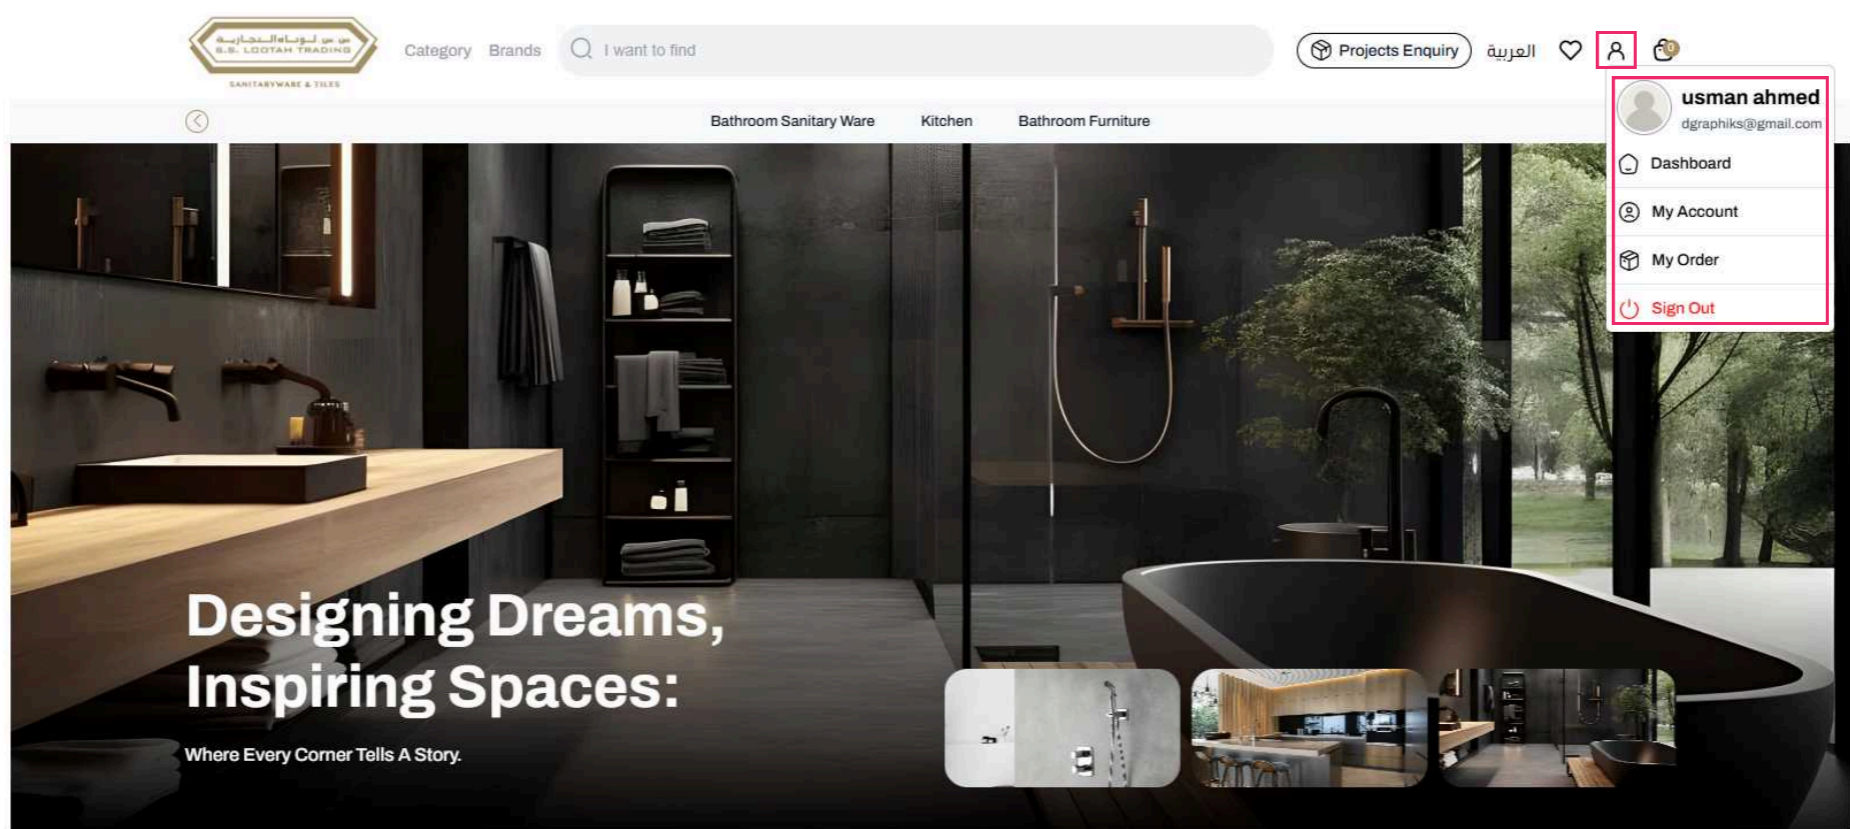 س س لوتاه التجارية
S.S. LOOTAH TRADING
SANITARYWARE & TILES
Category Brands
I want to find
Projects Enquiry
العربية
0
usman ahmed
dgraphiks@gmail.com
Bathroom Sanitary Ware Kitchen Bathroom Furniture
Dashboard
My Account
My Order
Sign Out
Designing Dreams,
Inspiring Spaces:
Where Every Corner Tells A Story.